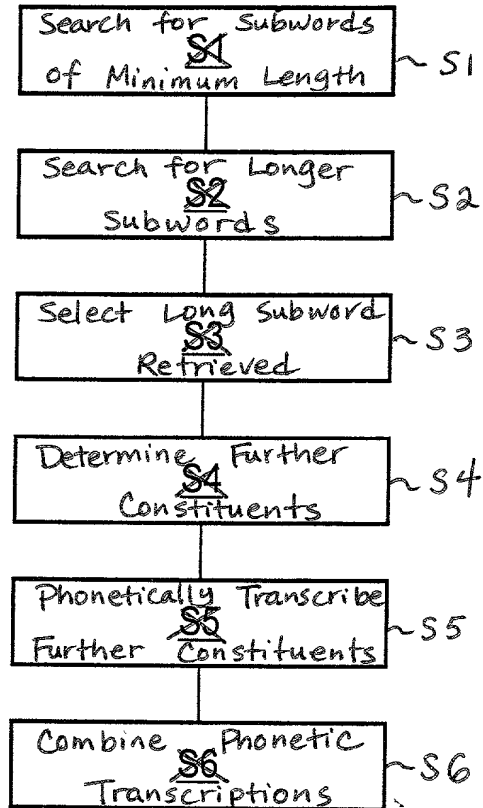 Search for Subwords
S1
of Minimum Length
S1
Search for Longer
S2
Subwords
S2
Select Long Subword
S3
Retrieved
S3
Determine Further
S4
Constituents
S4
Phonetically Transcribe
S5
Further Constituents
S5
Combine Phonetic
S6
Transcriptions
S6